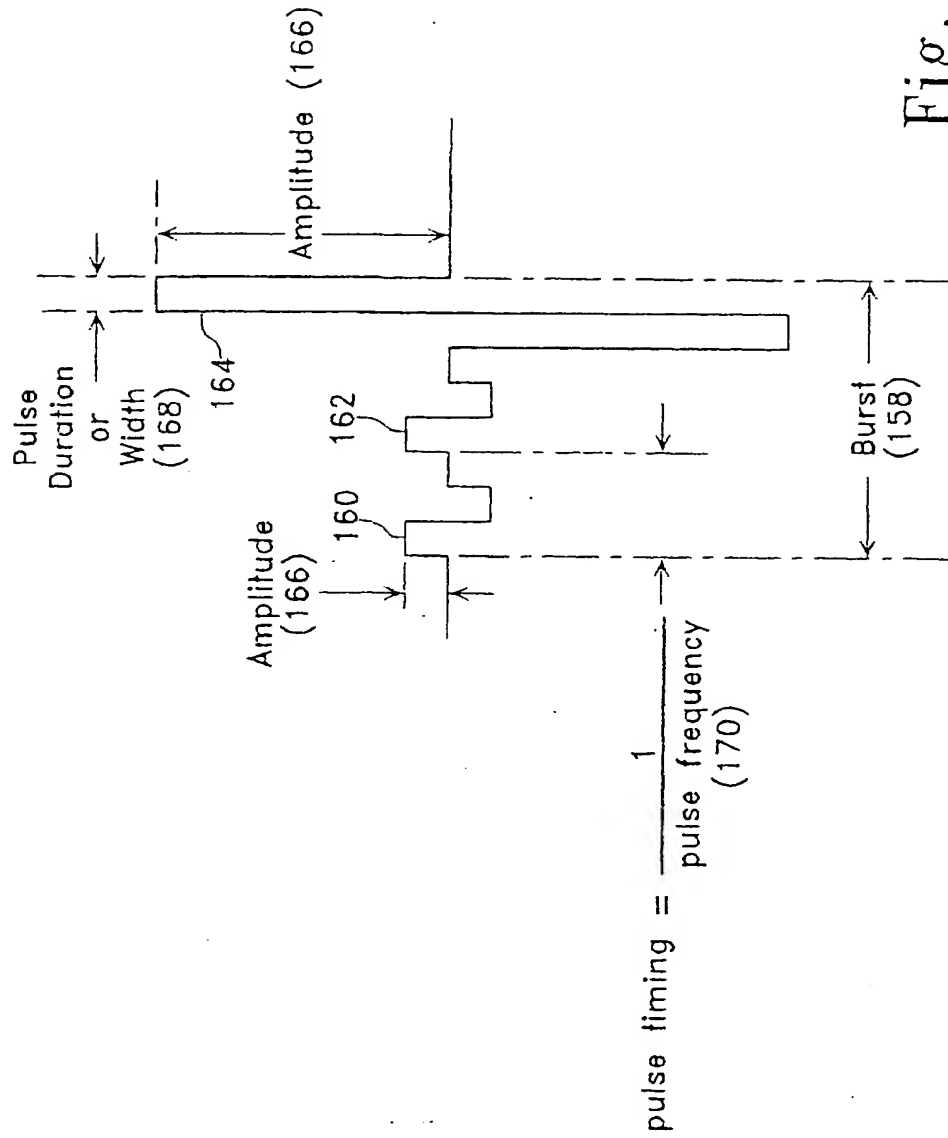 Pulse
Duration
or
Width
(168)
Amplitude (166)
164
162
160
Amplitude
(166)
pulse timing =
1
pulse frequency
(170)
Burst
(158)
Fig.